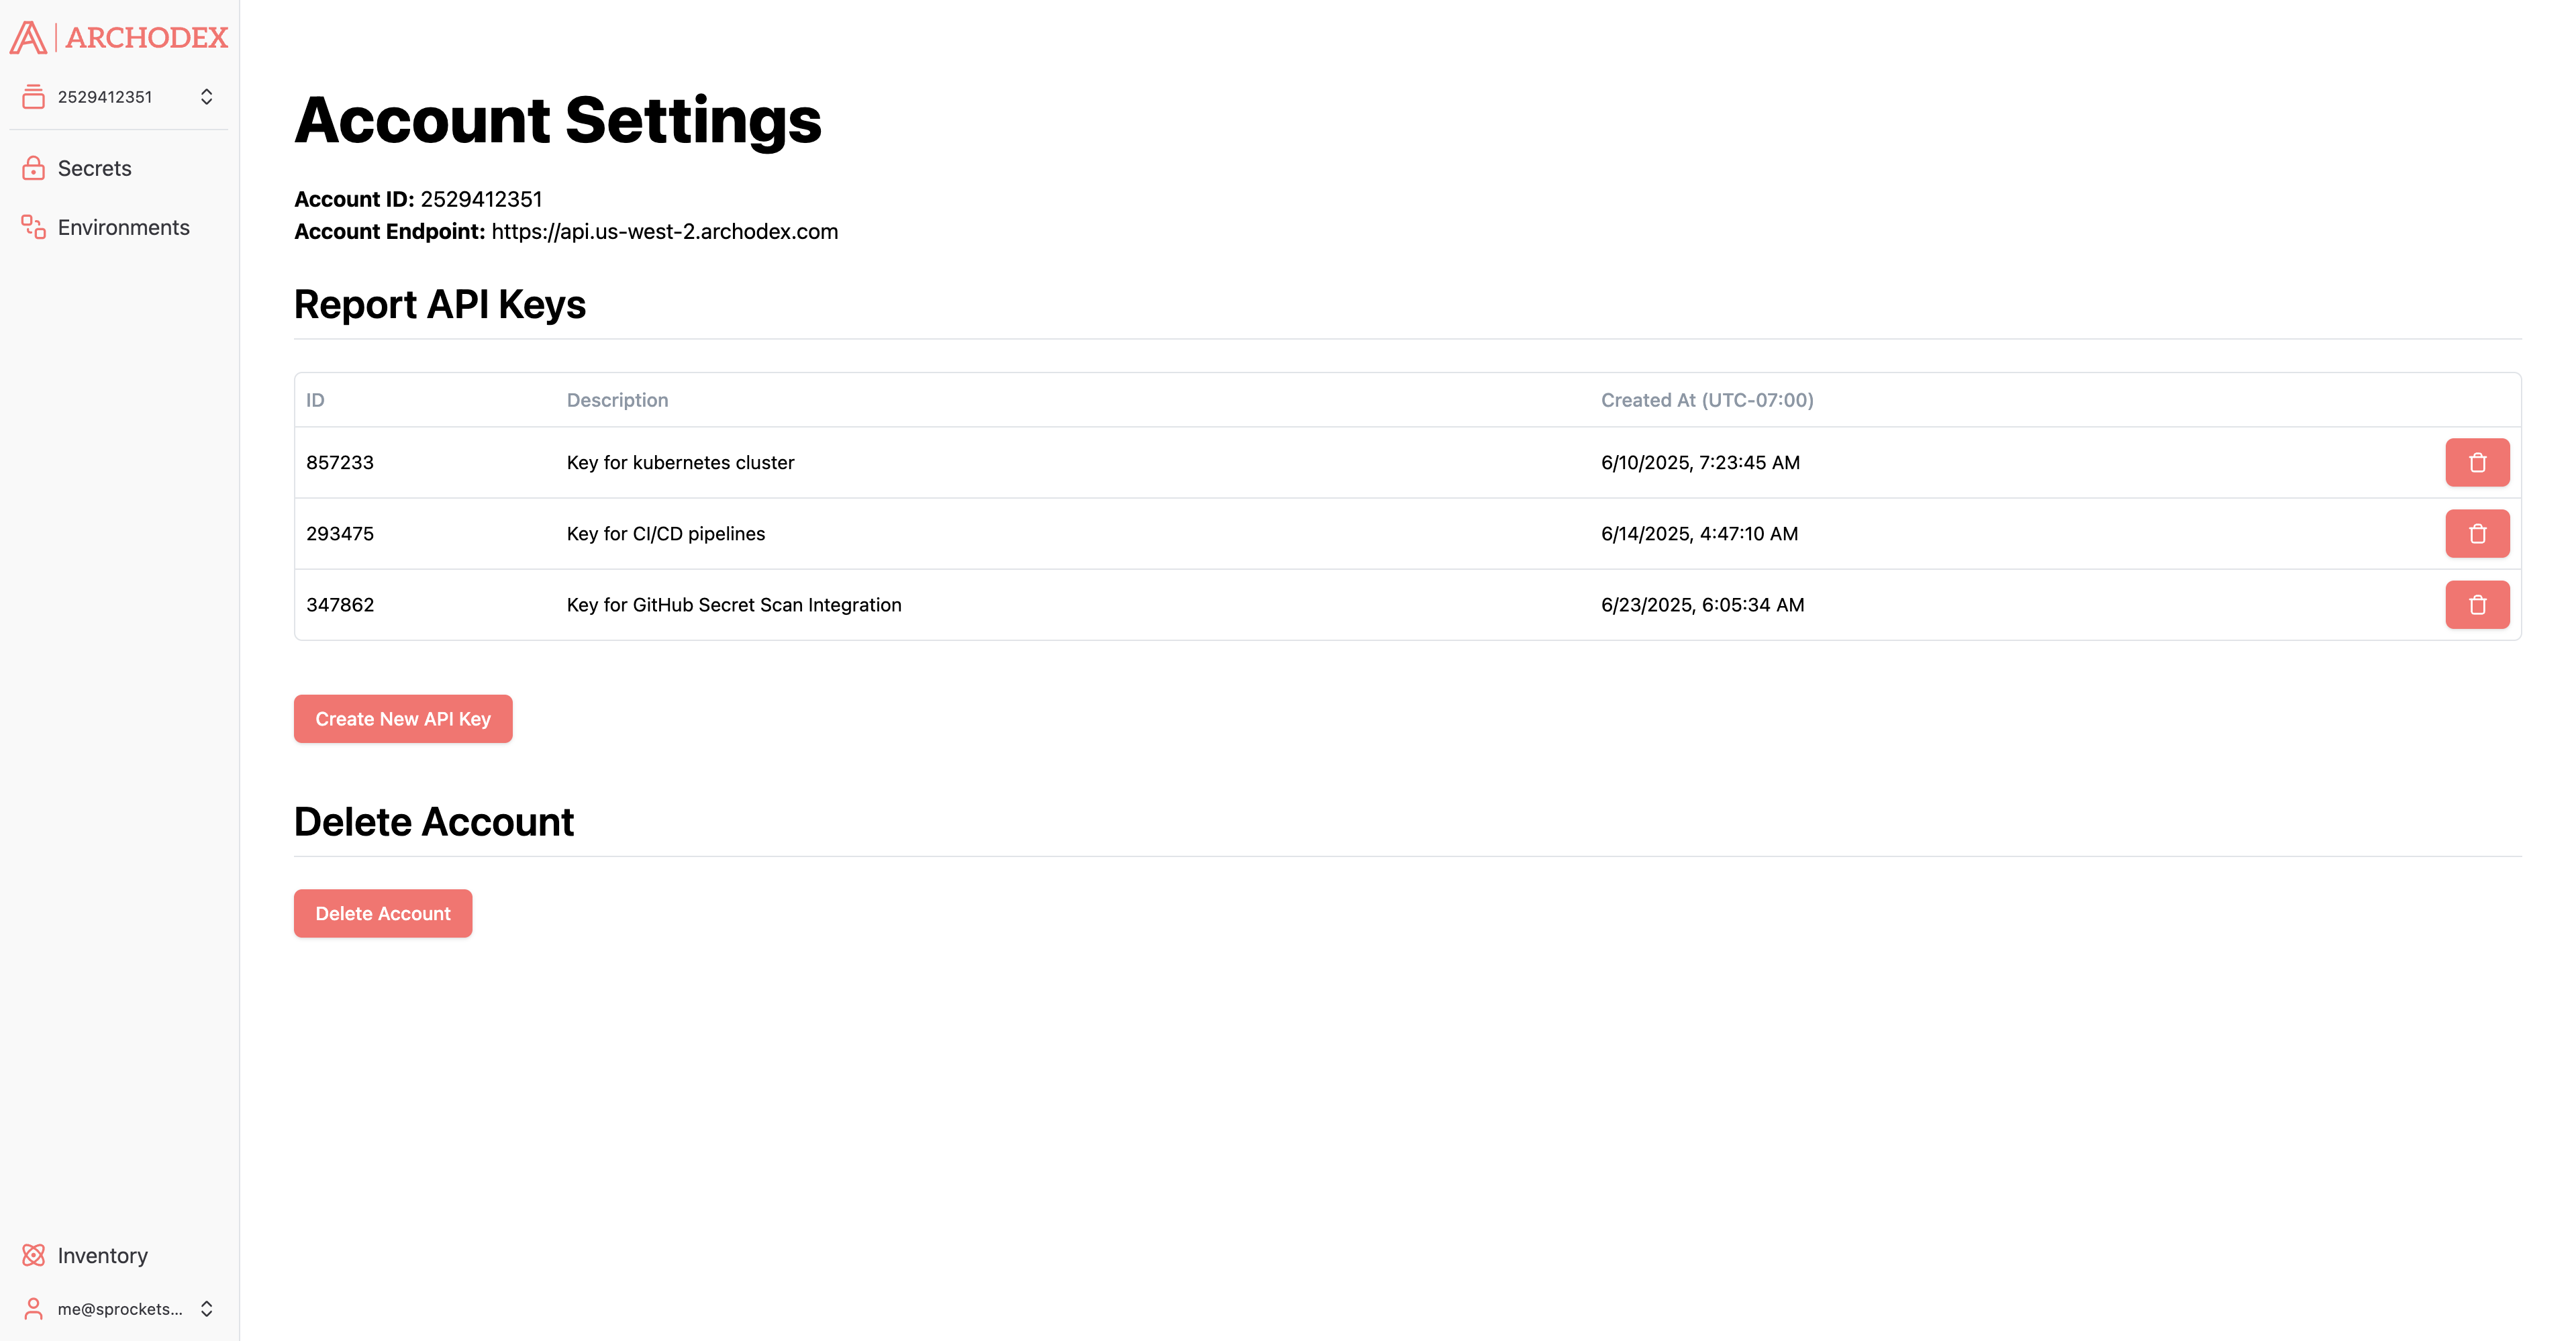 ARCHODEX
2529412351
Secrets
Environments
Account Settings
Account ID: 2529412351
Account Endpoint: https://api.us-west-2.archodex.com
Report API Keys
ID Description Created At (UTC-07:00)
857233 Key for kubernetes cluster 6/10/2025, 7:23:45 AM
293475 Key for CI/CD pipelines 6/14/2025, 4:47:10 AM
347862 Key for GitHub Secret Scan Integration 6/23/2025, 6:05:34 AM
Create New API Key
Delete Account
Delete Account
Inventory
me@sprockets...